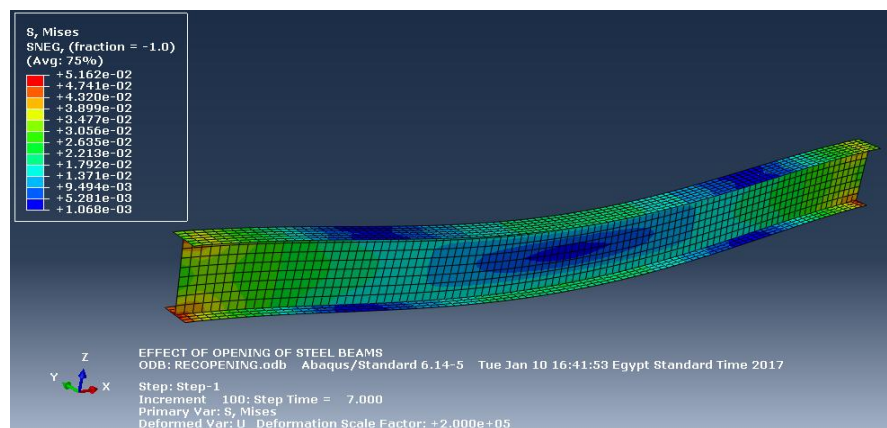 S, Mises
SNEG, (fraction = -1.0)
(Avg: 75%)
+5.162e-02
+4.741e-02
+4.320e-02
+3.899e-02
+3.477e-02
+3.056e-02
+2.635e-02
+2.213e-02
+1.792e-02
+1.371e-02
+9.494e-03
+5.281e-03
+1.068e-03
Z
Y
X
EFFECT OF OPENING OF STEEL BEAMS
ODB: RECOPENING.odb Abaqus/Standard 6.14-5 Tue Jan 10 16:41:53 Egypt Standard Time 2017
Step: Step-1
Increment 100: Step Time = 7.000
Primary Var: S, Mises
Deformed Var: U Deformation Scale Factor: +2.000e+05